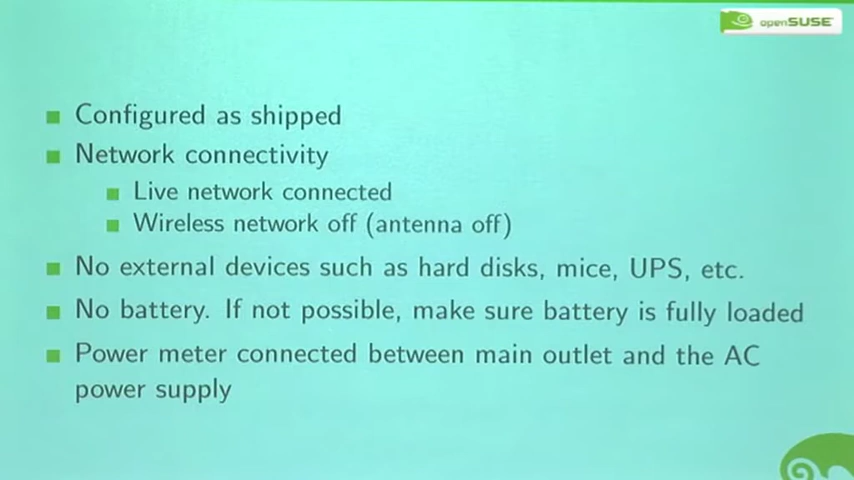 openSUSE
Configured as shipped
Network connectivity
Live network connected
Wireless network off (antenna off)
No external devices such as hard disks, mice, UPS, etc.
No battery. If not possible, make sure battery is fully loaded
Power meter connected between main outlet and the AC
power supply